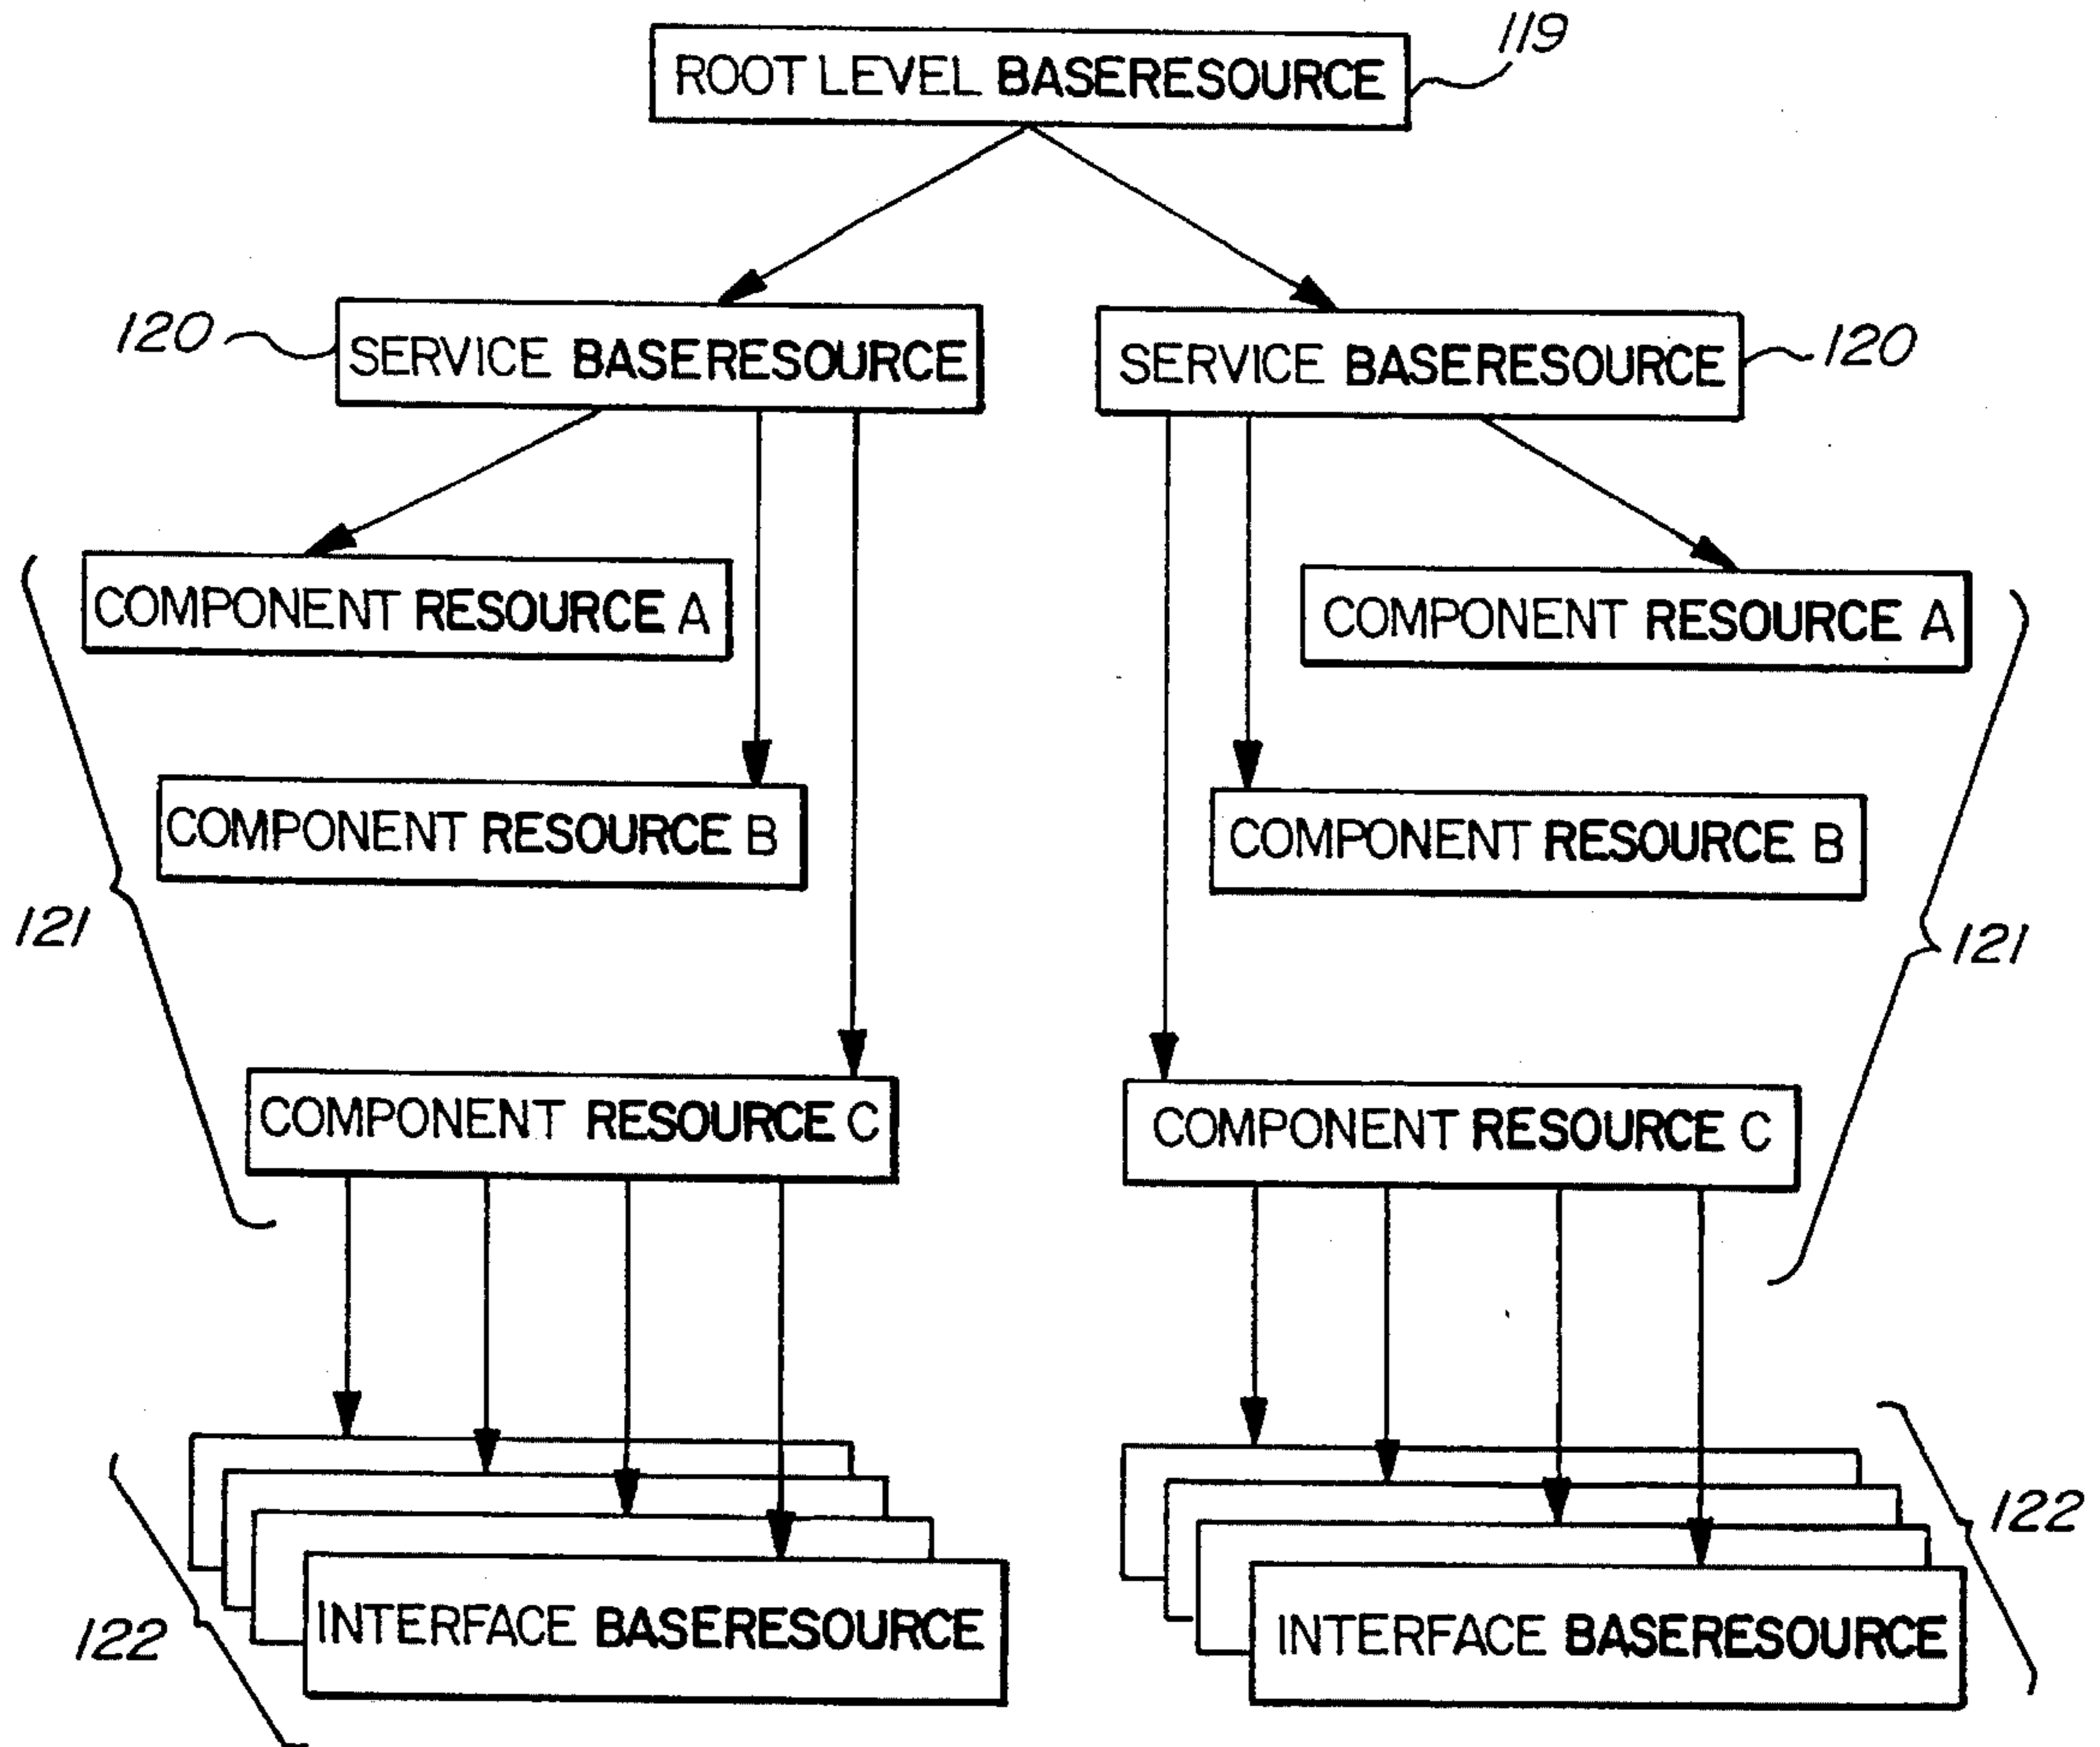 119
ROOT LEVEL BASERESOURCE
120
SERVICE BASERESOURCE
SERVICE BASERESOURCE
120
COMPONENT RESOURCE A
COMPONENT RESOURCE A
COMPONENT RESOURCE B
COMPONENT RESOURCE B
121
121
COMPONENT RESOURCE C
COMPONENT RESOURCE C
122
122
INTERFACE BASERESOURCE
INTERFACE BASERESOURCE